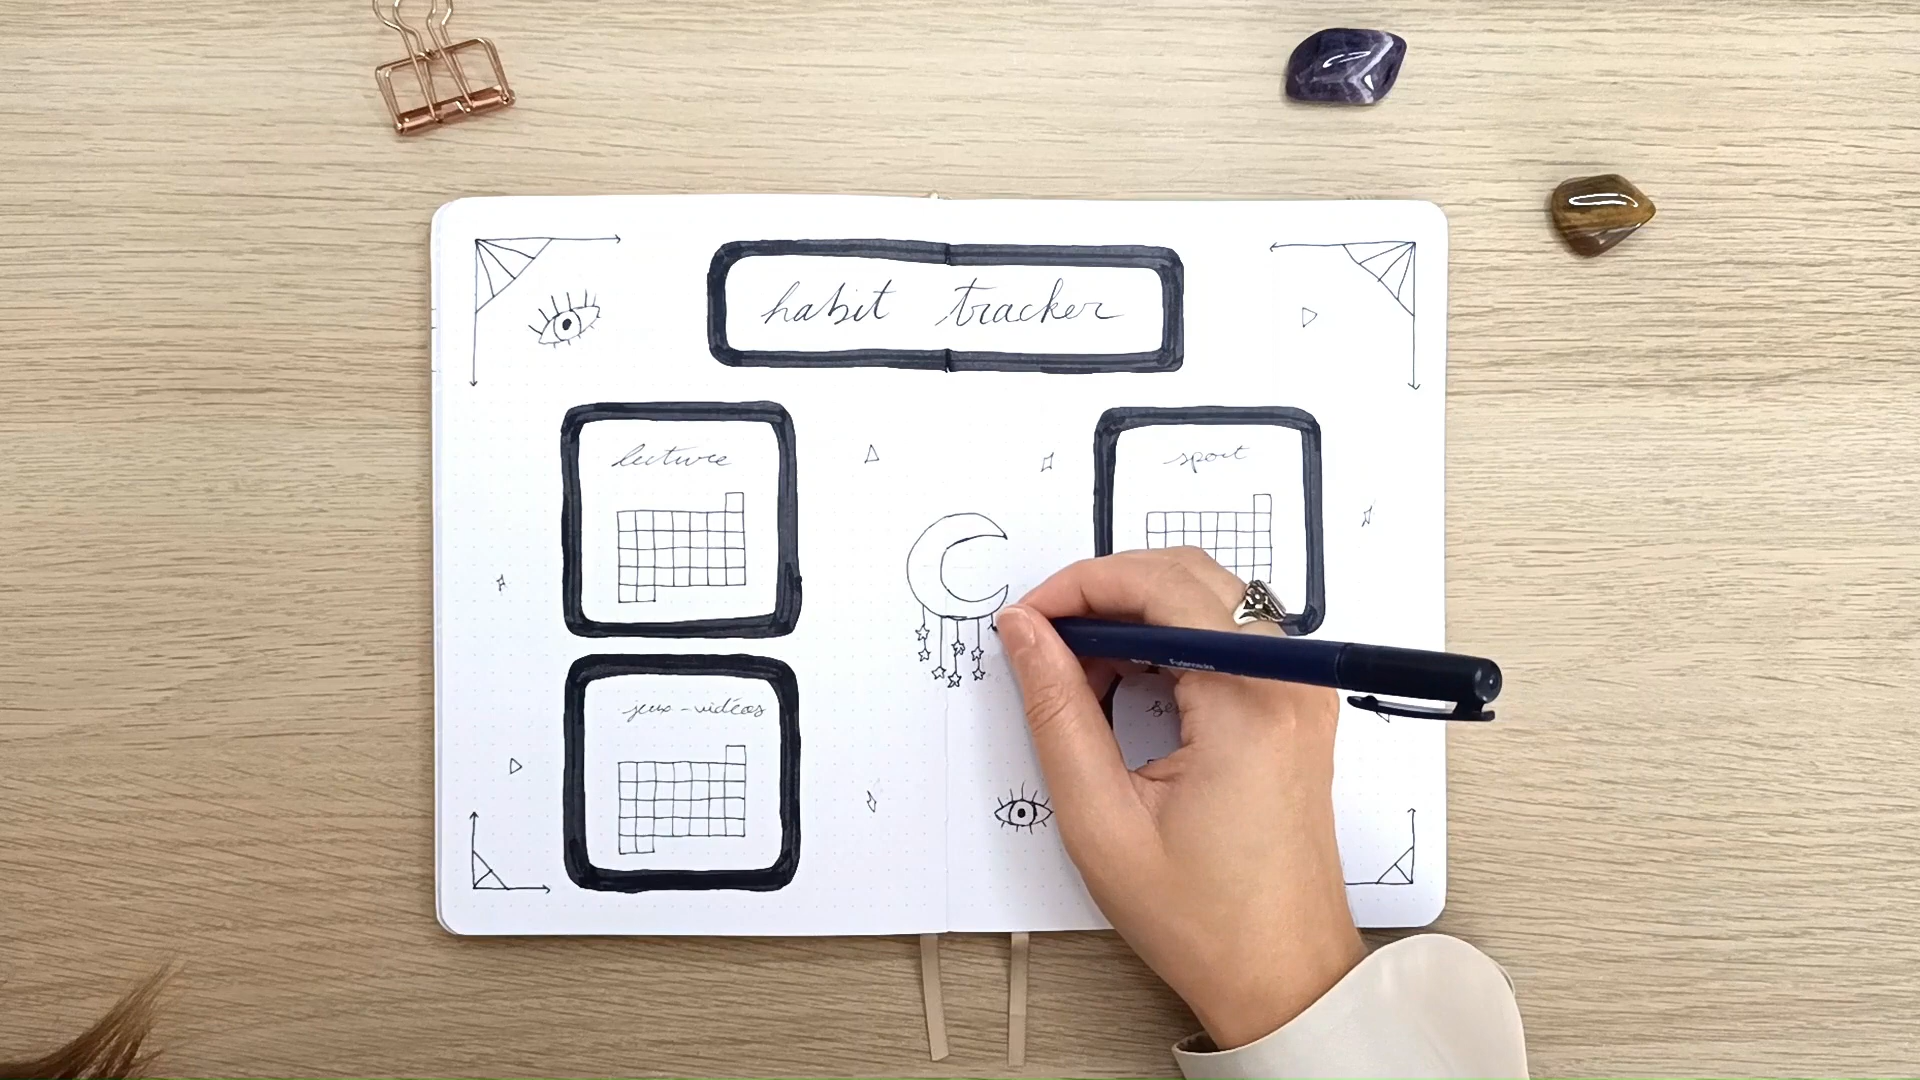 habit tracker
lecture
sport
jeux-vidéos